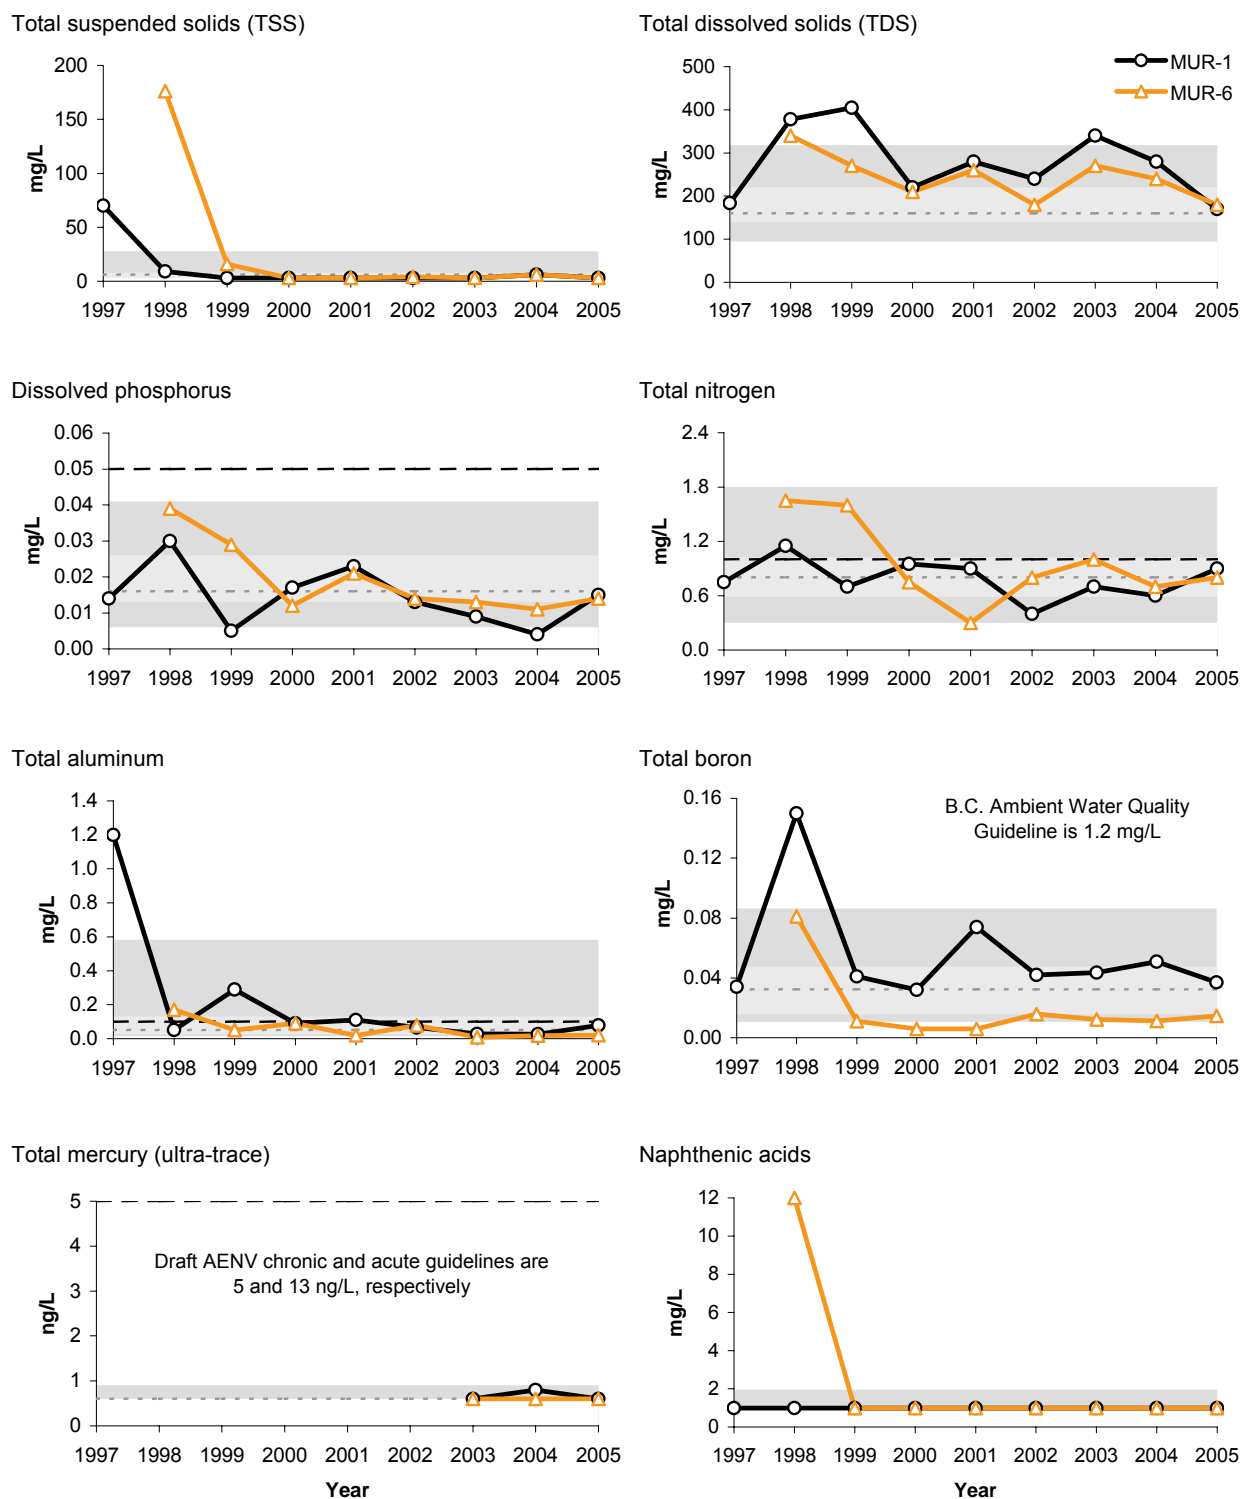 Total suspended solids (TSS)
200
150
100
50
0
mg/L
1997 1998 1999 2000 2001 2002 2003 2004 2005
Total dissolved solids (TDS)
500
400
300
200
100
0
mg/L
MUR-1
MUR-6
1997 1998 1999 2000 2001 2002 2003 2004 2005
Dissolved phosphorus
0.06
0.05
0.04
0.03
0.02
0.01
0.00
mg/L
1997 1998 1999 2000 2001 2002 2003 2004 2005
Total nitrogen
2.4
1.8
1.2
0.6
0.0
mg/L
1997 1998 1999 2000 2001 2002 2003 2004 2005
Total aluminum
1.4
1.2
1.0
0.8
0.6
0.4
0.2
0.0
mg/L
1997 1998 1999 2000 2001 2002 2003 2004 2005
Total boron
0.16
0.12
0.08
0.04
0.00
mg/L
B.C. Ambient Water Quality
Guideline is 1.2 mg/L
1997 1998 1999 2000 2001 2002 2003 2004 2005
Total mercury (ultra-trace)
5
4
3
2
1
0
ng/L
Draft AENV chronic and acute guidelines are
5 and 13 ng/L, respectively
1997 1998 1999 2000 2001 2002 2003 2004 2005
Year
Naphthenic acids
12
10
8
6
4
2
0
mg/L
1997 1998 1999 2000 2001 2002 2003 2004 2005
Year